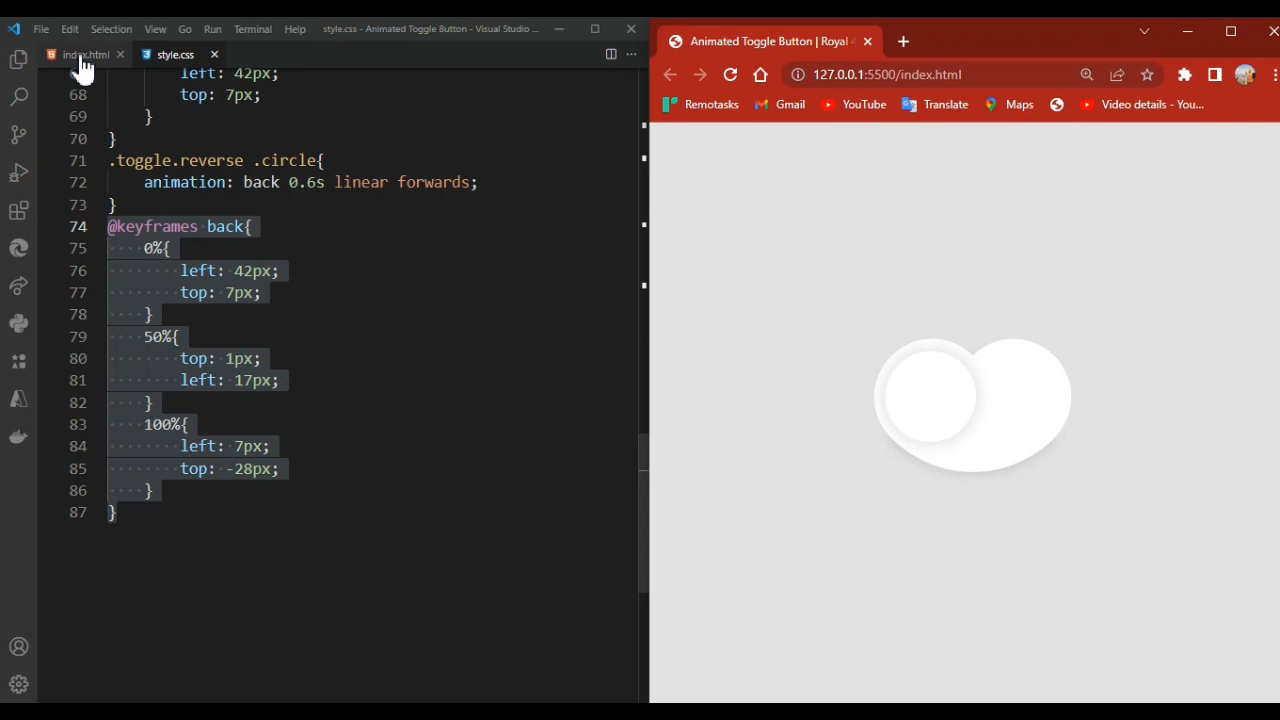 File Edit Selection View Go Run Terminal Help style.css - Animated Toggle Button - Visual Studio ...
index.html style.css
left: 42px;
68 top: 7px;
69 }
70 }
71 .toggle.reverse .circle{
72 animation: back 0.6s linear forwards;
73 }
74 @keyframes back{
75 0%{
76 left: 42px;
77 top: 7px;
78 }
79 50%{
80 top: 1px;
81 left: 17px;
82 }
83 100%{
84 left: 7px;
85 top: -28px;
86 }
87 }
Animated Toggle Button | Royal
127.0.0.1:5500/index.html
Remotasks Gmail YouTube Translate Maps Video details - You...